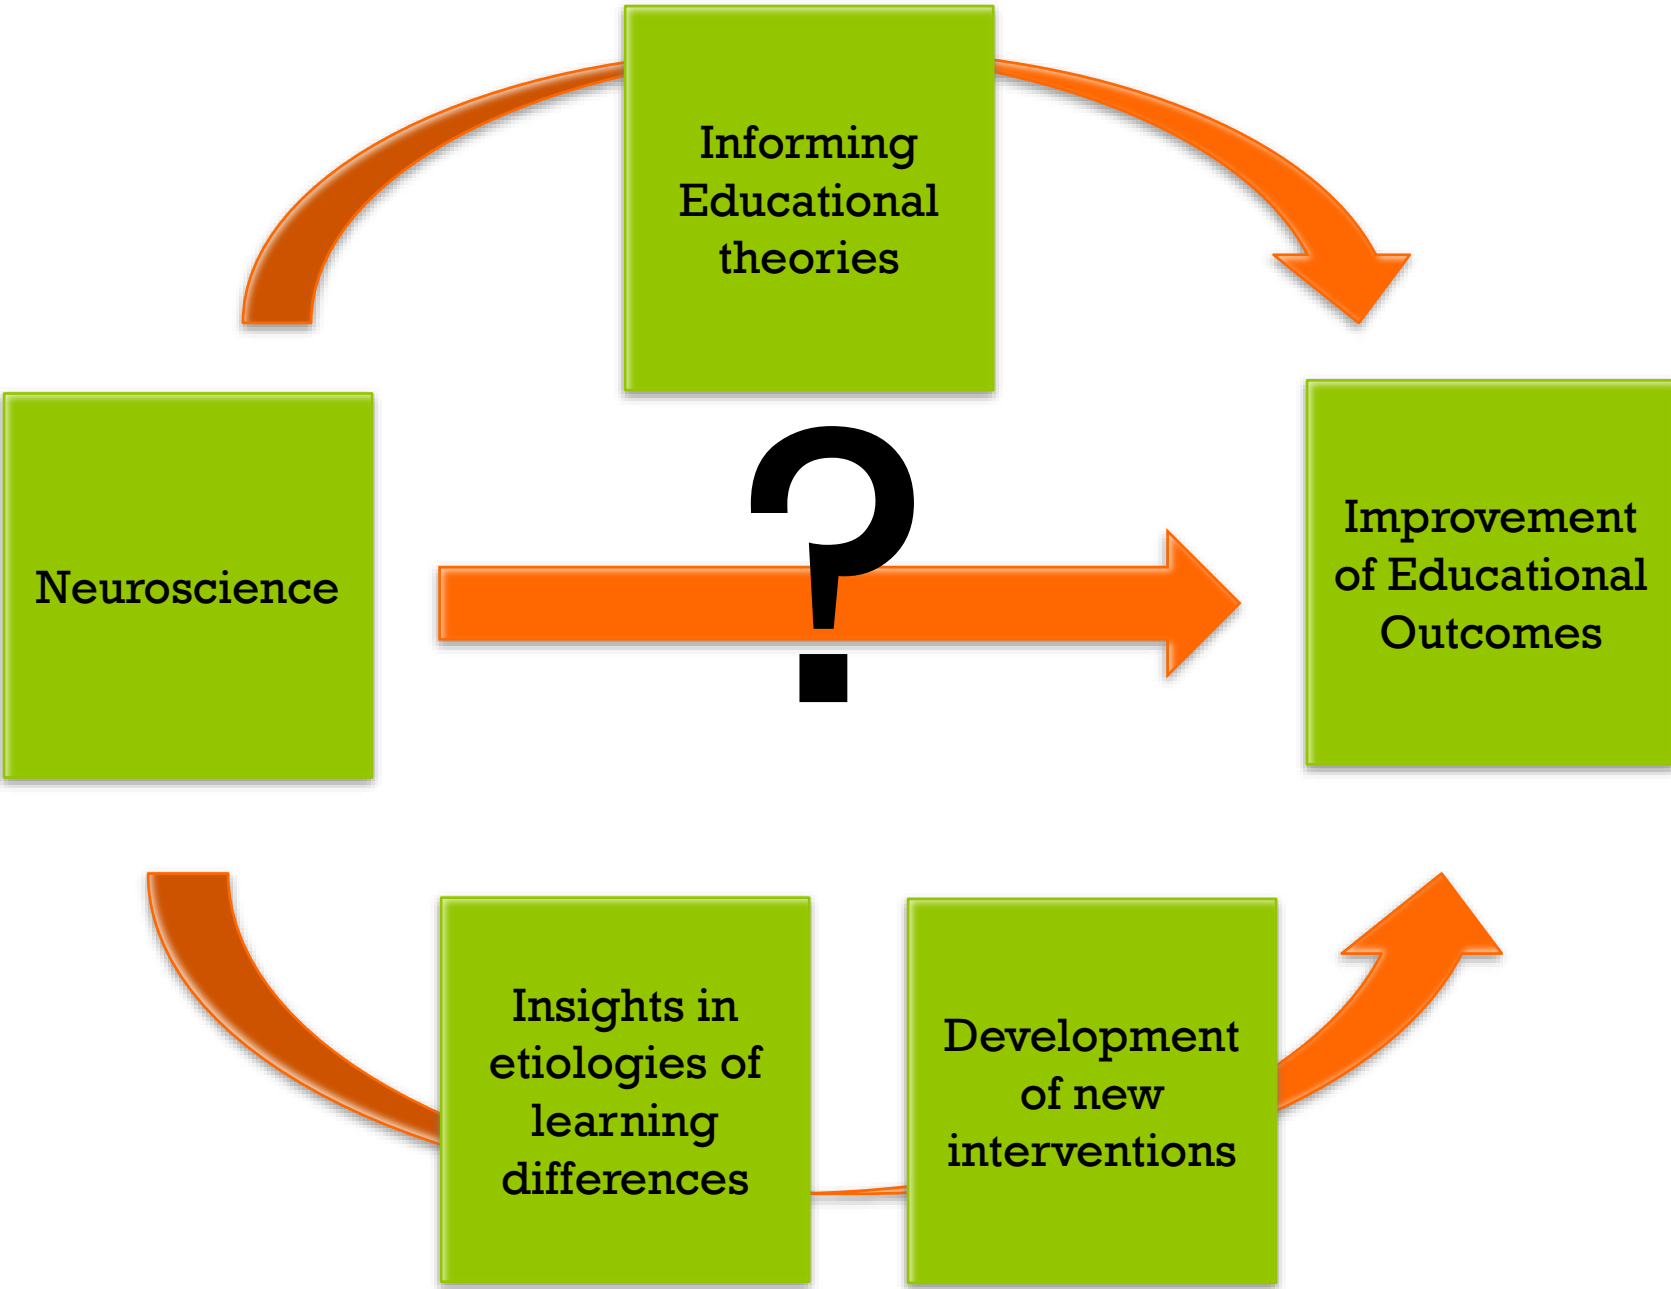 Informing
Educational
theories
Neuroscience
?
Improvement
of Educational
Outcomes
Insights in
etiologies of
learning
differences
Development
of new
interventions